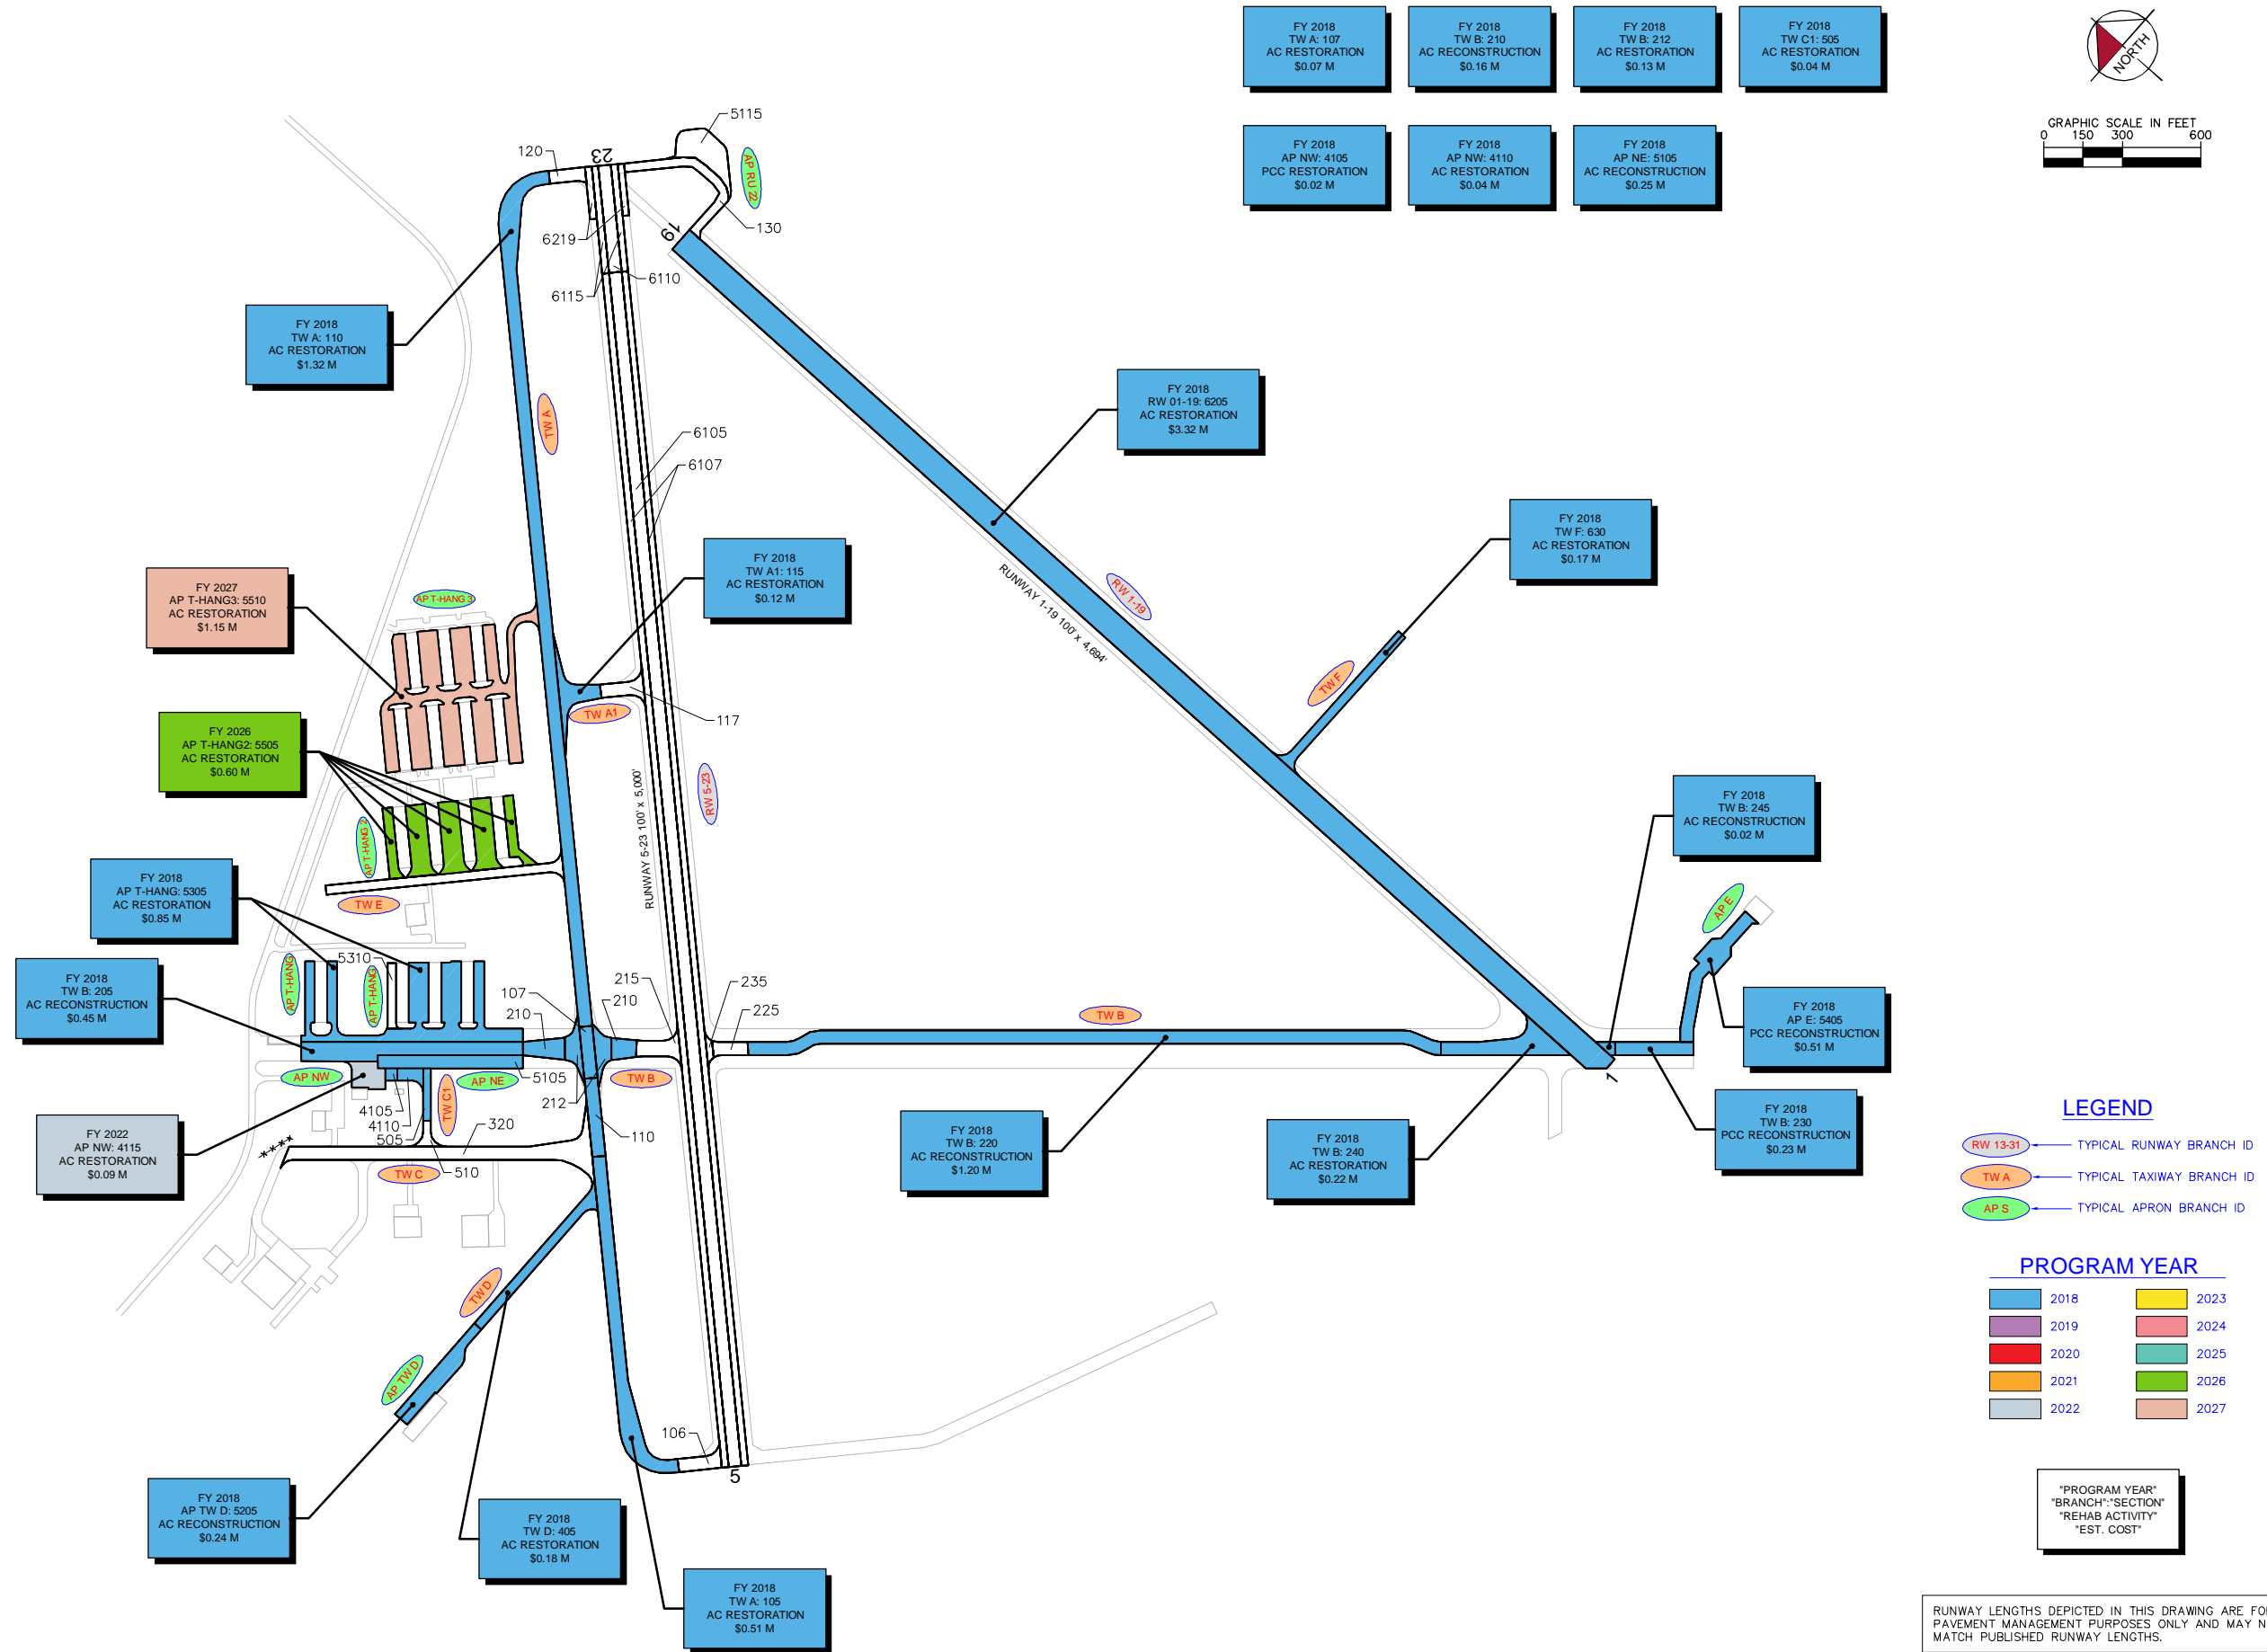 FY 2018
TW A: 107
AC RESTORATION
$0.07 M
FY 2018
TW B: 210
AC RECONSTRUCTION
$0.16 M
FY 2018
TW B: 212
AC RESTORATION
$0.13 M
FY 2018
TW C1: 505
AC RESTORATION
$0.04 M
FY 2018
AP NW: 4105
PCC RESTORATION
$0.02 M
FY 2018
AP NW: 4110
AC RESTORATION
$0.04 M
FY 2018
AP NE: 5105
AC RECONSTRUCTION
$0.25 M
NORTH
GRAPHIC SCALE IN FEET
0 150 300 600
5115
120
23
AP RU 22
130
19
6219
6110
6115
FY 2018
TW A: 110
AC RESTORATION
$1.32 M
TW A
6105
6107
FY 2018
RW 01-19: 6205
AC RESTORATION
$3.32 M
RW 1-19
RUNWAY 1-19 100' x 4,694'
FY 2018
TW F: 630
AC RESTORATION
$0.17 M
TW F
FY 2018
TW A1: 115
AC RESTORATION
$0.12 M
TW A1
117
FY 2027
AP T-HANG3: 5510
AC RESTORATION
$1.15 M
AP T-HANG 3
FY 2026
AP T-HANG2: 5505
AC RESTORATION
$0.60 M
AP T-HANG 2
RUNWAY 5-23 100' x 5,000'
RW 5-23
TW E
FY 2018
AP T-HANG: 5305
AC RESTORATION
$0.85 M
FY 2018
TW B: 245
AC RECONSTRUCTION
$0.02 M
AP E
FY 2018
AP E: 5405
PCC RECONSTRUCTION
$0.51 M
FY 2018
TW B: 205
AC RECONSTRUCTION
$0.45 M
AP T-HANG
5310
AP T-HANG
107
210
210
215
235
225
TW B
5105
212
TW B
AP NW
AP NE
TW C1
4105
4110
505
320
110
510
TW C
1
FY 2022
AP NW: 4115
AC RESTORATION
$0.09 M
FY 2018
TW B: 220
AC RECONSTRUCTION
$1.20 M
FY 2018
TW B: 240
AC RESTORATION
$0.22 M
FY 2018
TW B: 230
PCC RECONSTRUCTION
$0.23 M
TW D
AP TW D
106
5
FY 2018
AP TW D: 5205
AC RECONSTRUCTION
$0.24 M
FY 2018
TW D: 405
AC RESTORATION
$0.18 M
FY 2018
TW A: 105
AC RESTORATION
$0.51 M
LEGEND
RW 13-31 TYPICAL RUNWAY BRANCH ID
TW A TYPICAL TAXIWAY BRANCH ID
AP S TYPICAL APRON BRANCH ID
PROGRAM YEAR
2018 2023
2019 2024
2020 2025
2021 2026
2022 2027
"PROGRAM YEAR"
"BRANCH":"SECTION"
"REHAB ACTIVITY"
"EST. COST"
RUNWAY LENGTHS DEPICTED IN THIS DRAWING ARE FO
PAVEMENT MANAGEMENT PURPOSES ONLY AND MAY N
MATCH PUBLISHED RUNWAY LENGTHS.